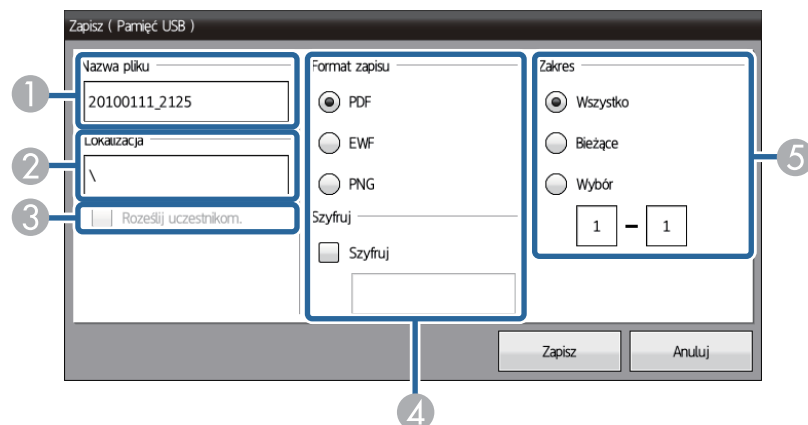 Zapisz ( Pamięć USB )
Nazwa pliku
20100111_2125
Lokalizacja
\
Roześlij uczestnikom.
Format zapisu
PDF
EWF
PNG
Szyfruj
Szyfruj
Zakres
Wszystko
Bieżące
Wybór
1 – 1
Zapisz
Anuluj
1
2
3
4
5